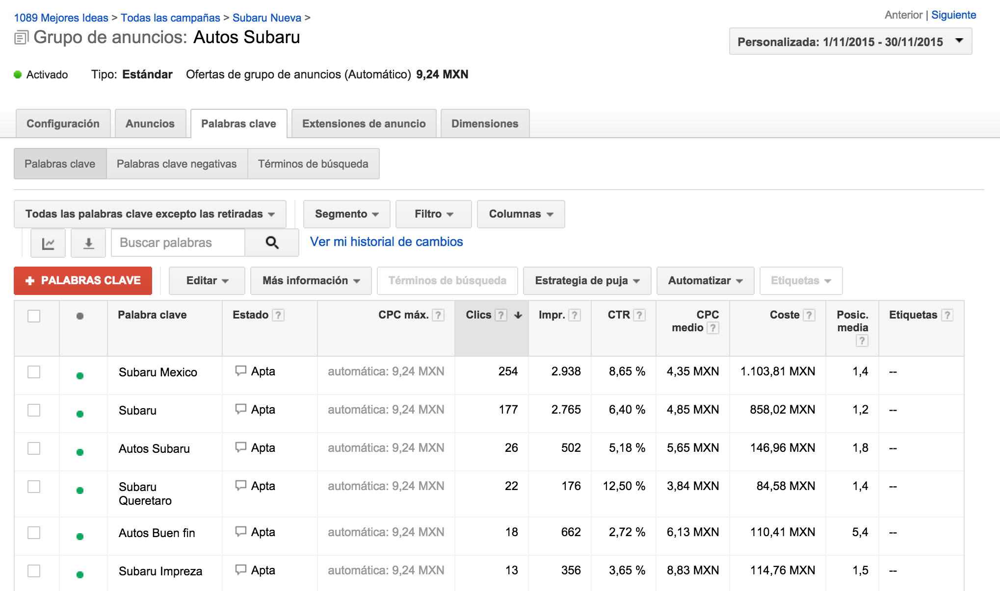 1089 Mejores Ideas > Todas las campañas > Subaru Nueva >
Anterior | Siguiente
Grupo de anuncios: Autos Subaru
Personalizada: 1/11/2015 - 30/11/2015
Activado Tipo: Estándar Ofertas de grupo de anuncios (Automático) 9,24 MXN
Configuración Anuncios Palabras clave Extensiones de anuncio Dimensiones
Palabras clave Palabras clave negativas Términos de búsqueda
Todas las palabras clave excepto las retiradas Segmento Filtro Columnas
Buscar palabras Ver mi historial de cambios
+ PALABRAS CLAVE Editar Más información Términos de búsqueda Estrategia de puja Automatizar Etiquetas
Palabra clave Estado ? CPC máx. ? Clics ? Impr. ? CTR ? CPC medio ? Coste ? Posic. media ? Etiquetas ?
Subaru Mexico Apta automática: 9,24 MXN 254 2.938 8,65 % 4,35 MXN 1.103,81 MXN 1,4 --
Subaru Apta automática: 9,24 MXN 177 2.765 6,40 % 4,85 MXN 858,02 MXN 1,2 --
Autos Subaru Apta automática: 9,24 MXN 26 502 5,18 % 5,65 MXN 146,96 MXN 1,8 --
Subaru Queretaro Apta automática: 9,24 MXN 22 176 12,50 % 3,84 MXN 84,58 MXN 1,4 --
Autos Buen fin Apta automática: 9,24 MXN 18 662 2,72 % 6,13 MXN 110,41 MXN 5,4 --
Subaru Impreza Apta automática: 9,24 MXN 13 356 3,65 % 8,83 MXN 114,76 MXN 1,5 --